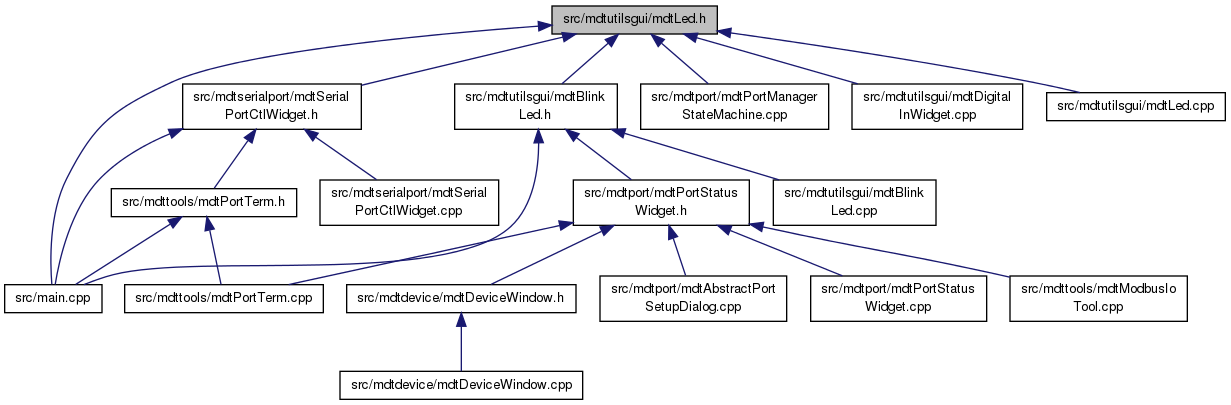 src/mdtutilsgui/mdtLed.h
src/mdtserialport/mdtSerial
PortCtlWidget.h
src/mdtutilsgui/mdtBlink
Led.h
src/mdtport/mdtPortManager
StateMachine.cpp
src/mdtutilsgui/mdtDigital
InWidget.cpp
src/mdtutilsgui/mdtLed.cpp
src/mdttools/mdtPortTerm.h
src/mdtserialport/mdtSerial
PortCtlWidget.cpp
src/mdtport/mdtPortStatus
Widget.h
src/mdtutilsgui/mdtBlink
Led.cpp
src/main.cpp
src/mdttools/mdtPortTerm.cpp
src/mdtdevice/mdtDeviceWindow.h
src/mdtport/mdtAbstractPort
SetupDialog.cpp
src/mdtport/mdtPortStatus
Widget.cpp
src/mdttools/mdtModbusIo
Tool.cpp
src/mdtdevice/mdtDeviceWindow.cpp